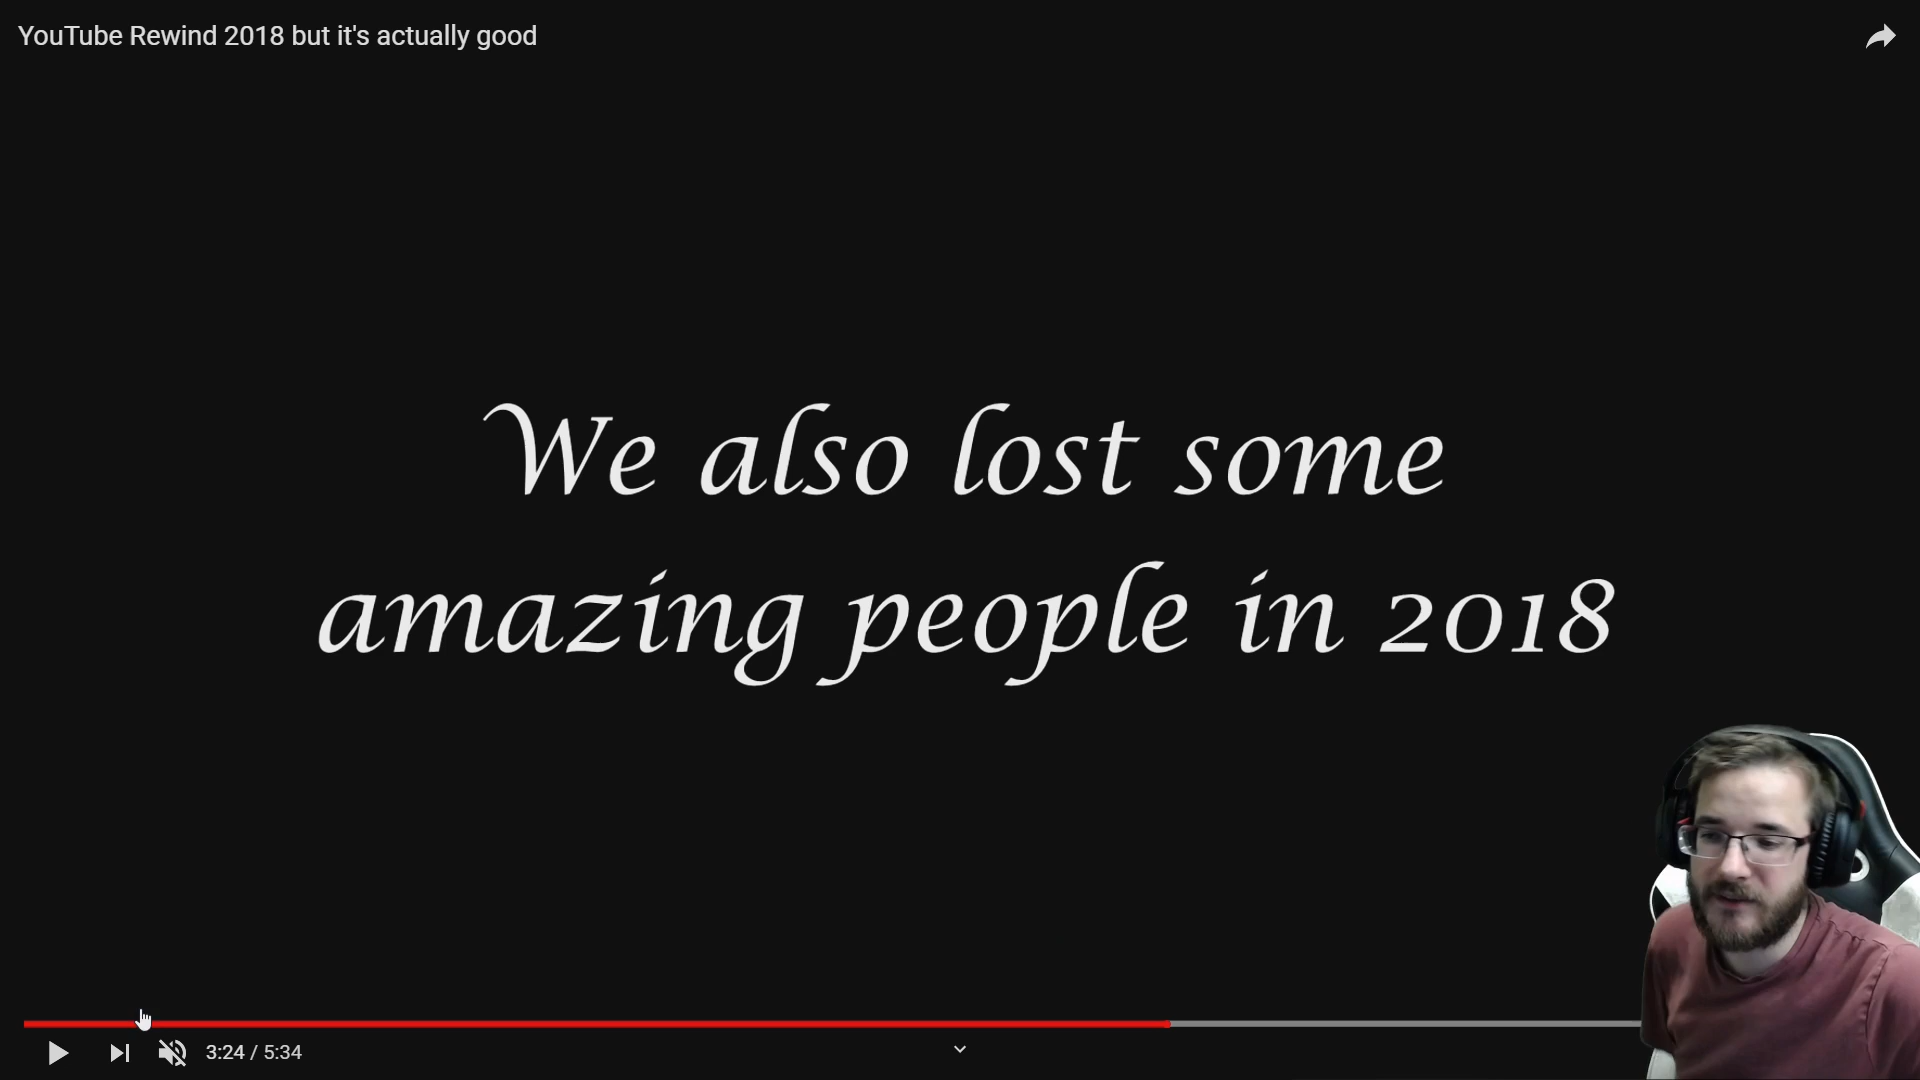 YouTube Rewind 2018 but it's actually good
We also lost some
amazing people in 2018
3:24 / 5:34